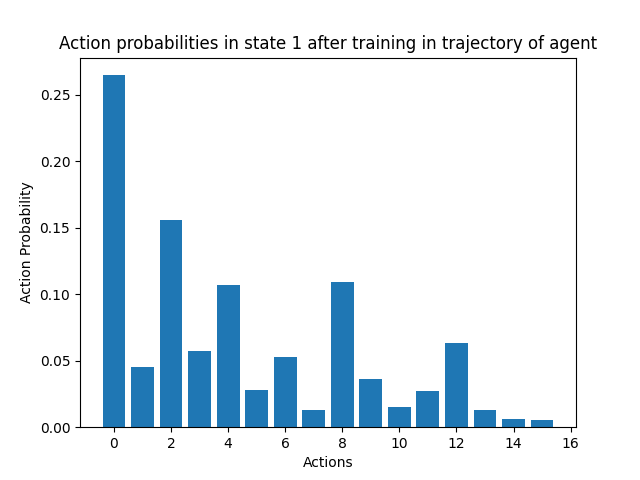 Action probabilities in state 1 after training in trajectory of agent
0.25
0.20
0.15
0.10
0.05
0.00
Action Probability
0 2 4 6 8 10 12 14 16
Actions